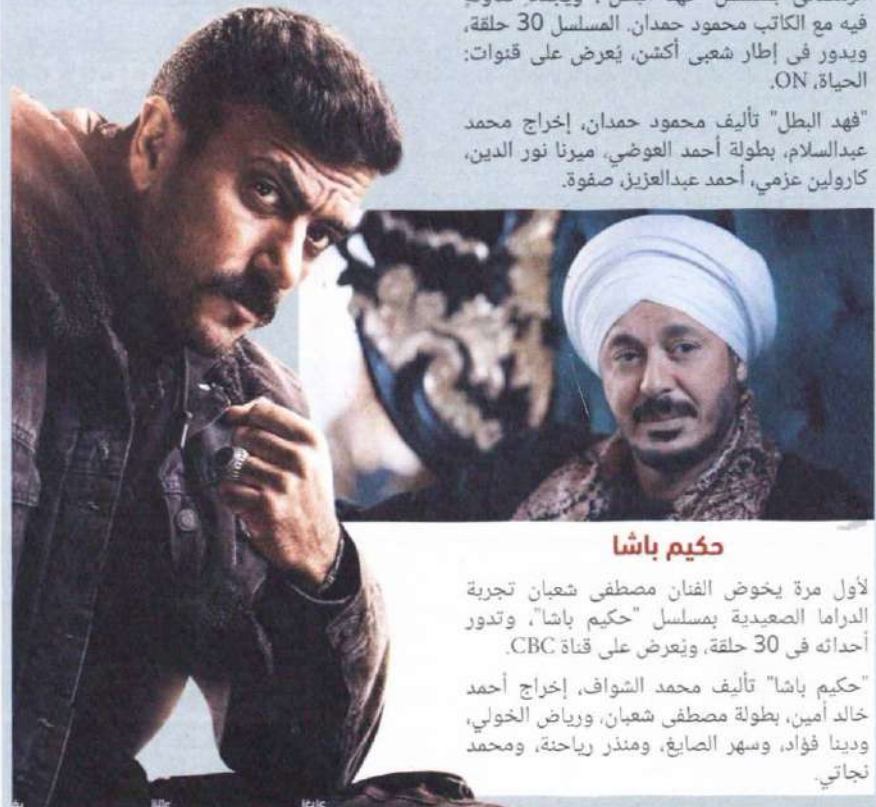 فيه مع الكاتب محمود حمدان. المسلسل 30 حلقة،
ويدور فى إطار شعبى أكشن، يُعرض على قنوات:
الحياة، ON.
"فهد البطل" تأليف محمود حمدان، إخراج محمد
عبدالسلام، بطولة أحمد العوضي، ميرنا نور الدين،
كارولين عزمي، أحمد عبدالعزيز، صفوة.
حكيم باشا
لأول مرة يخوض الفنان مصطفى شعبان تجربة
الدراما الصعيدية بمسلسل "حكيم باشا"، وتدور
أحداثه فى 30 حلقة، ويُعرض على قناة CBC.
"حكيم باشا" تأليف محمد الشواف، إخراج أحمد
خالد أمين، بطولة مصطفى شعبان، ورياض الخولي،
ودينا فؤاد، وسهر الصايغ، ومنذر رياحنة، ومحمد
نجاتي.